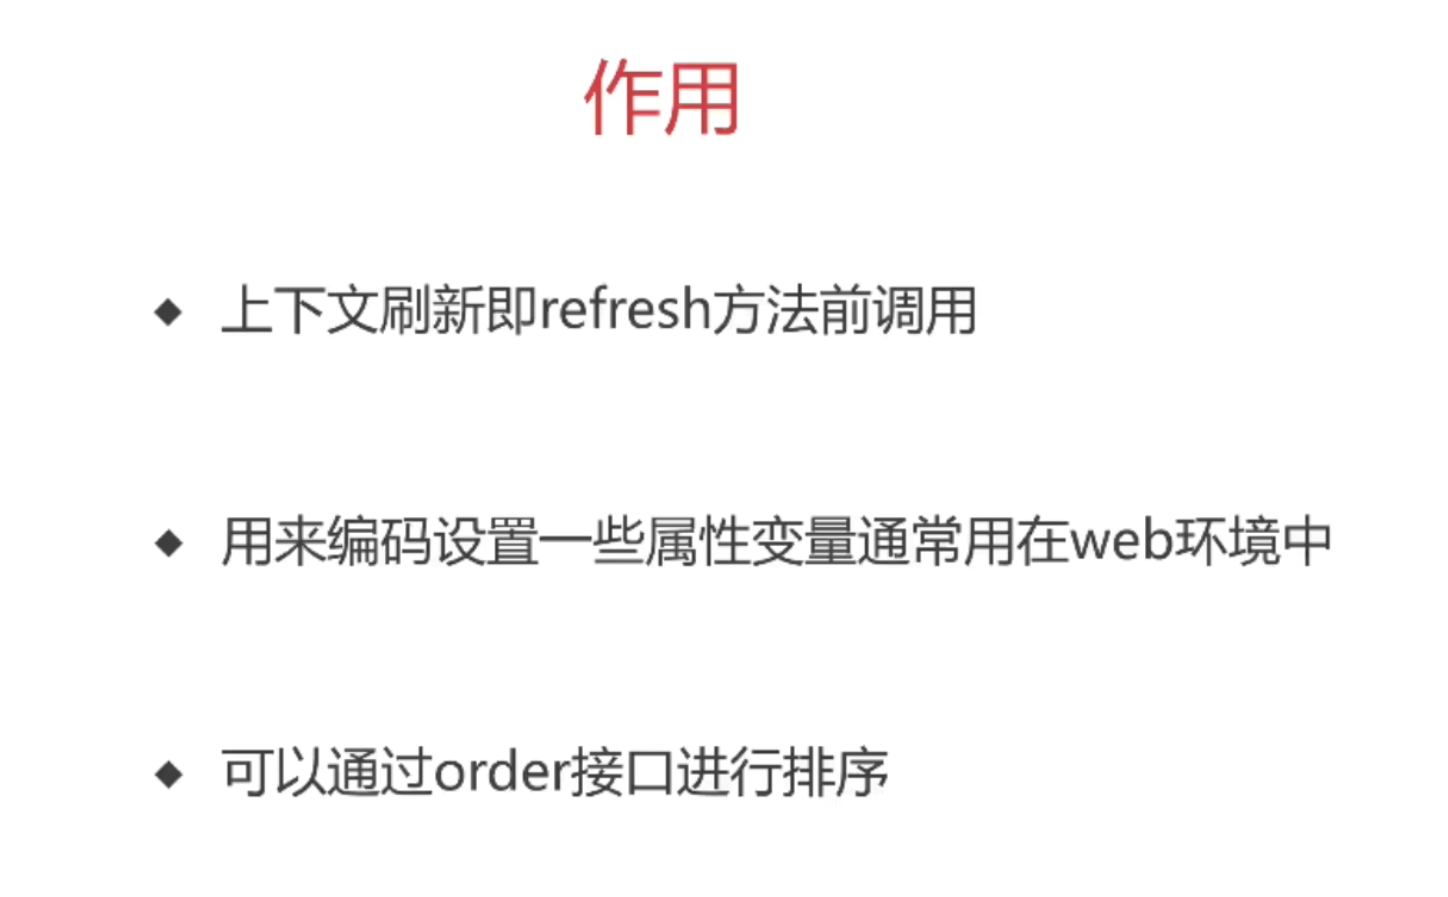 作用
◆ 上下文刷新即refresh方法前调用
◆ 用来编码设置一些属性变量通常用在web环境中
◆ 可以通过order接口进行排序